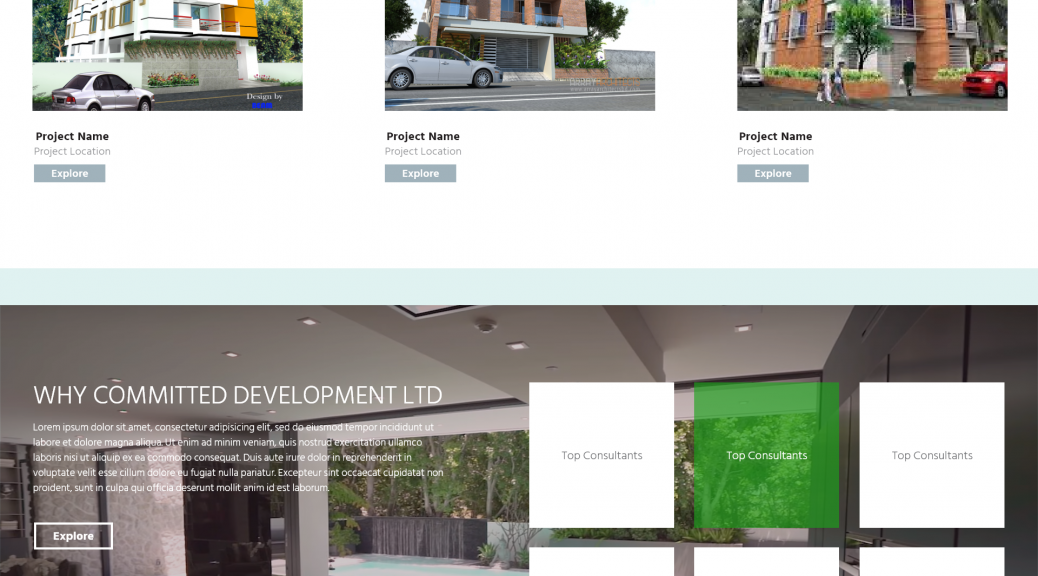 Design by
Project Name
Project Location
Explore
Project Name
Project Location
Explore
Project Name
Project Location
Explore
WHY COMMITTED DEVELOPMENT LTD
Lorem ipsum dolor sit amet, consectetur adipisicing elit, sed do eiusmod tempor incididunt ut
labore et dolore magna aliqua. Ut enim ad minim veniam, quis nostrud exercitation ullamco
laboris nisi ut aliquip ex ea commodo consequat. Duis aute irure dolor in reprehenderit in
voluptate velit esse cillum dolore eu fugiat nulla pariatur. Excepteur sint occaecat cupidatat non
proident, sunt in culpa qui officia deserunt mollit anim id est laborum.
Explore
Top Consultants
Top Consultants
Top Consultants